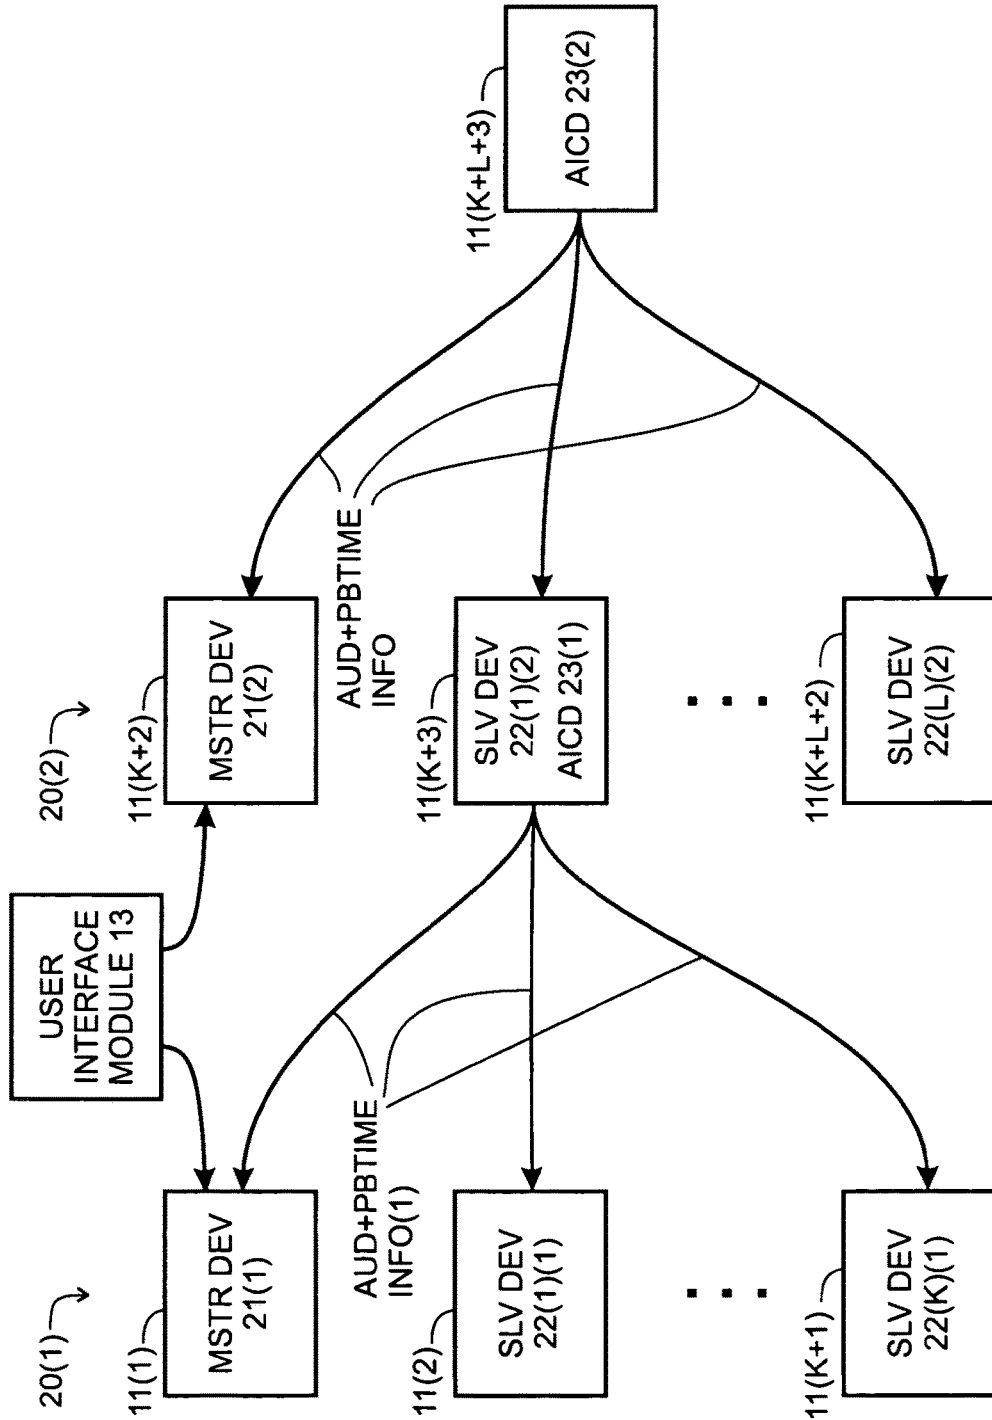 20(1)
11(1)
MSTR DEV
21(1)
AUD+PBTIME
INFO(1)
11(2)
SLV DEV
22(1)(1)
. . .
11(K+1)
SLV DEV
22(K)(1)
USER
INTERFACE
MODULE 13
20(2)
11(K+2)
MSTR DEV
21(2)
AUD+PBTIME
INFO
11(K+3)
SLV DEV
22(1)(2)
AICD 23(1)
. . .
11(K+L+2)
SLV DEV
22(L)(2)
11(K+L+3)
AICD 23(2)